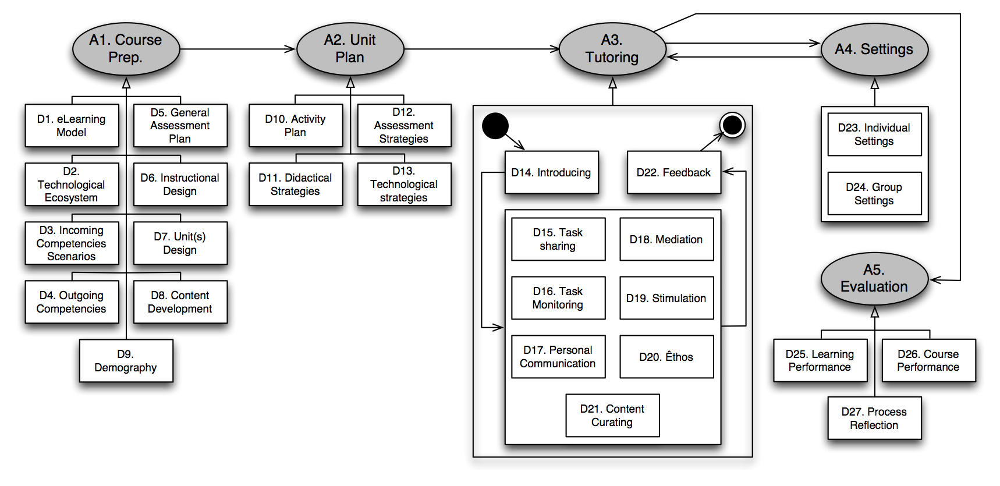 A1. Course
Prep.
A2. Unit
Plan
A3.
Tutoring
A4. Settings
D1. eLearning
Model
D5. General
Assessment
Plan
D2.
Technological
Ecosystem
D6. Instructional
Design
D3. Incoming
Competencies
Scenarios
D7. Unit(s)
Design
D4. Outgoing
Competencies
D8. Content
Development
D9.
Demography
D10. Activity
Plan
D12.
Assessment
Strategies
D11. Didactical
Strategies
D13.
Technological
strategies
D14. Introducing
D22. Feedback
D15. Task
sharing
D18. Mediation
D16. Task
Monitoring
D19. Stimulation
D17. Personal
Communication
D20. Êthos
D21. Content
Curating
D23. Individual
Settings
D24. Group
Settings
A5.
Evaluation
D25. Learning
Performance
D26. Course
Performance
D27. Process
Reflection